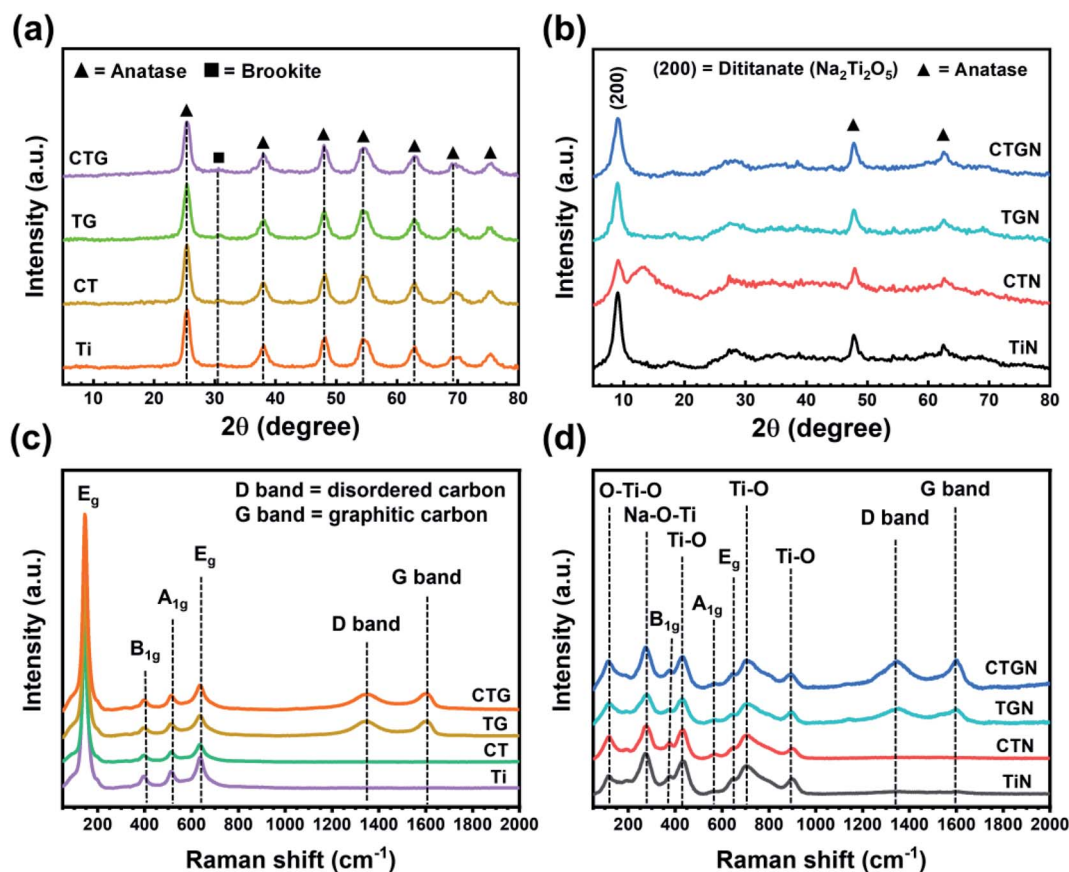 (a)
▲ = Anatase ■ = Brookite
CTG
TG
CT
Ti
Intensity (a.u.)
10 20 30 40 50 60 70 80
2θ (degree)
(b)
(200) = Dititanate (Na₂Ti₂O₅) ▲ = Anatase
(200)
CTGN
TGN
CTN
TiN
Intensity (a.u.)
10 20 30 40 50 60 70 80
2θ (degree)
(c)
E₉
D band = disordered carbon
G band = graphitic carbon
E₉
A₁g
B₁g
G band
D band
CTG
TG
CT
Ti
Intensity (a.u.)
200 400 600 800 1000 1200 1400 1600 1800 2000
Raman shift (cm⁻¹)
(d)
O-Ti-O
Na-O-Ti
Ti-O
Ti-O
Ti-O
B₁g
A₁g
Eg
D band
G band
CTGN
TGN
CTN
TiN
Intensity (a.u.)
200 400 600 800 1000 1200 1400 1600 1800 2000
Raman shift (cm⁻¹)